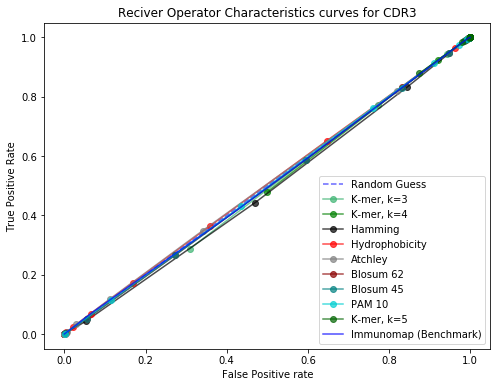 Reciver Operator Characteristics curves for CDR3
True Positive Rate
1.0
0.8
0.6
0.4
0.2
0.0
Random Guess
K-mer, k=3
K-mer, k=4
Hamming
Hydrophobicity
Atchley
Blosum 62
Blosum 45
PAM 10
K-mer, k=5
Immunomap (Benchmark)
0.0 0.2 0.4 0.6 0.8 1.0
False Positive rate